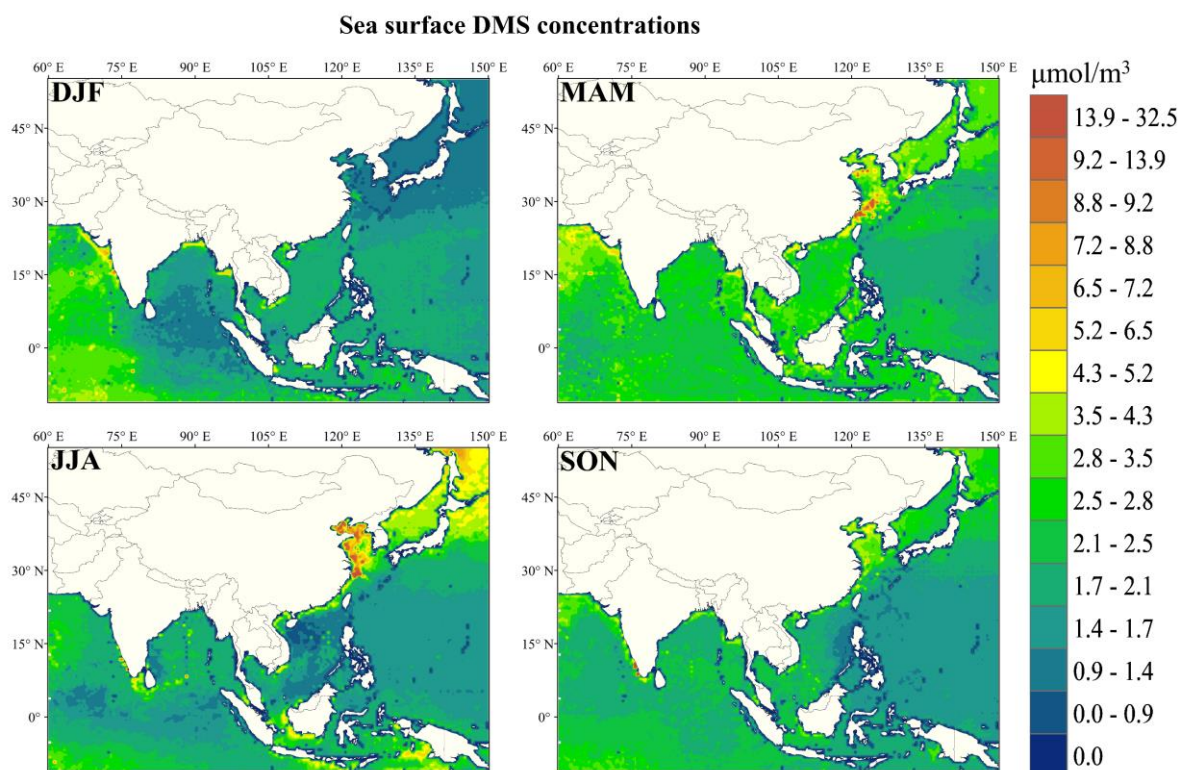 Sea surface DMS concentrations
60° E 75° E 90° E 105° E 120° E 135° E 150° E
DJF
45° N
30° N
15° N
0°
60° E 75° E 90° E 105° E 120° E 135° E 150° E
MAM
45° N
30° N
15° N
0°
60° E 75° E 90° E 105° E 120° E 135° E 150° E
JJA
45° N
30° N
15° N
0°
60° E 75° E 90° E 105° E 120° E 135° E 150° E
SON
45° N
30° N
15° N
0°
μmol/m³
13.9 - 32.5
9.2 - 13.9
8.8 - 9.2
7.2 - 8.8
6.5 - 7.2
5.2 - 6.5
4.3 - 5.2
3.5 - 4.3
2.8 - 3.5
2.5 - 2.8
2.1 - 2.5
1.7 - 2.1
1.4 - 1.7
0.9 - 1.4
0.0 - 0.9
0.0